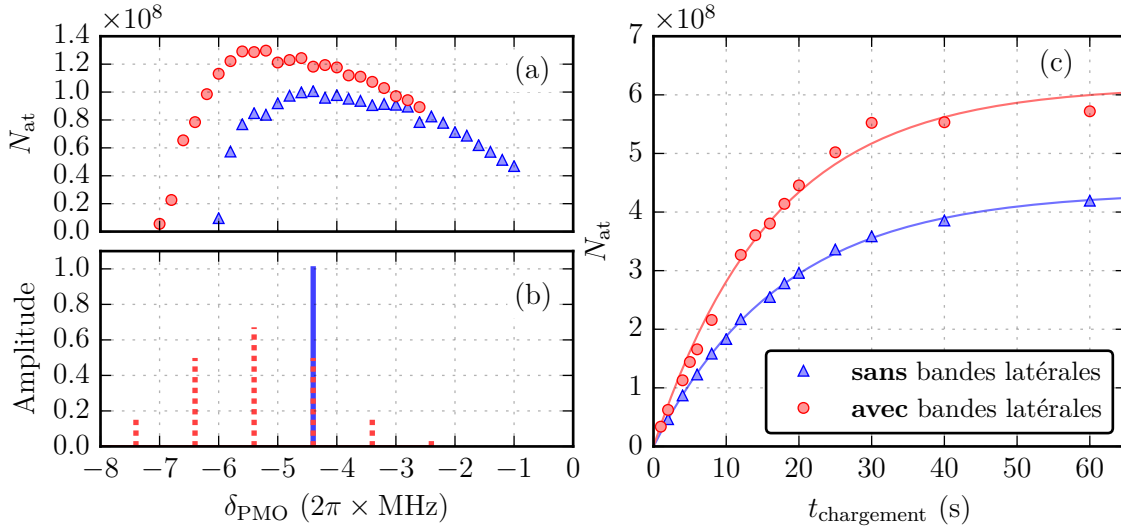 ×10⁸
1.4
1.2
1.0
0.8
0.6
0.4
0.2
0.0
N_at
(a)
1.0
0.8
0.6
0.4
0.2
0.0
Amplitude
(b)
−8 −7 −6 −5 −4 −3 −2 −1 0
δ_PMO (2π × MHz)
×10⁸
7
6
5
4
3
2
1
0
N_at
(c)
sans bandes latérales
avec bandes latérales
0 10 20 30 40 50 60
t_chargement (s)